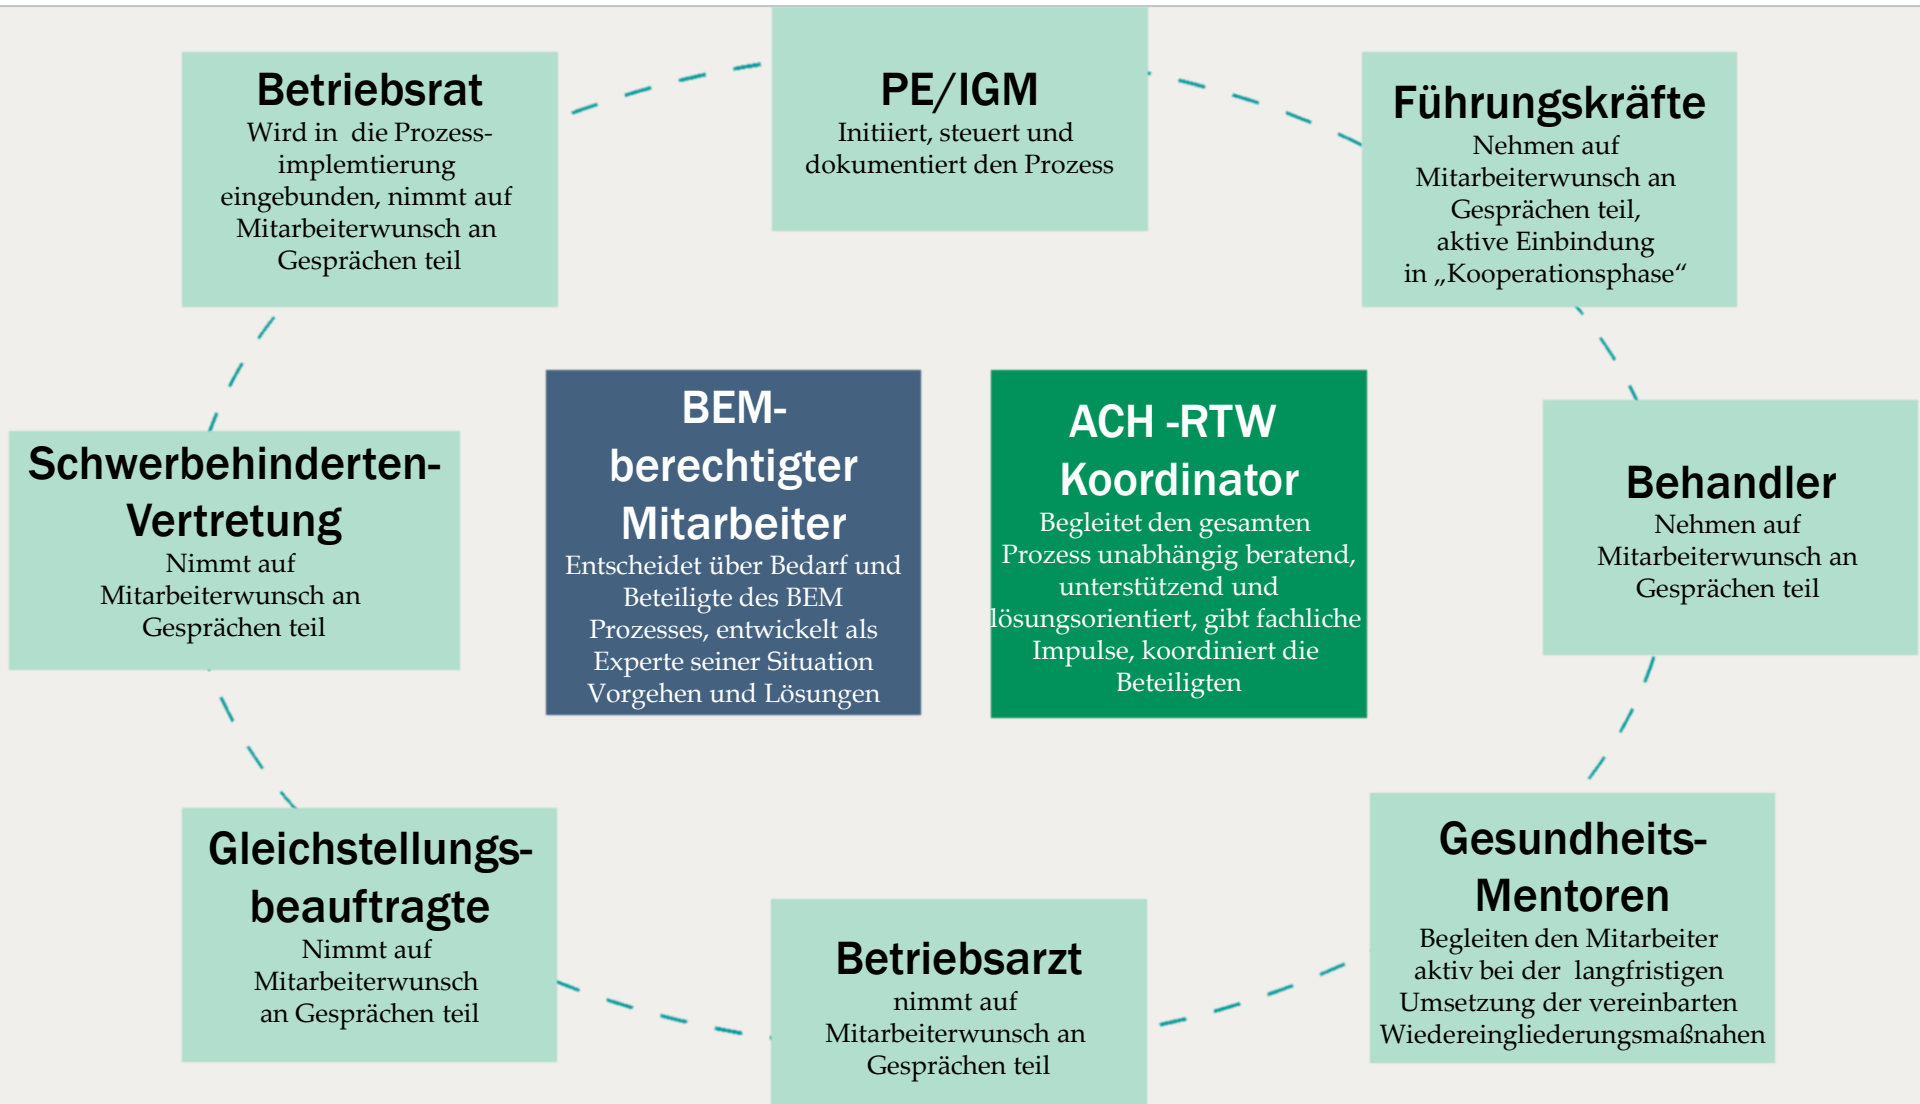 Betriebsrat
Wird in die Prozess-
implemtierung
eingebunden, nimmt auf
Mitarbeiterwunsch an
Gesprächen teil
PE/IGM
Initiiert, steuert und
dokumentiert den Prozess
Führungskräfte
Nehmen auf
Mitarbeiterwunsch an
Gesprächen teil,
aktive Einbindung
in „Kooperationsphase“
Schwerbehinderten-
Vertretung
Nimmt auf
Mitarbeiterwunsch an
Gesprächen teil
BEM-
berechtigter
Mitarbeiter
Entscheidet über Bedarf und
Beteiligte des BEM
Prozesses, entwickelt als
Experte seiner Situation
Vorgehen und Lösungen
ACH -RTW
Koordinator
Begleitet den gesamten
Prozess unabhängig beratend,
unterstützend und
lösungsorientiert, gibt fachliche
Impulse, koordiniert die
Beteiligten
Behandler
Nehmen auf
Mitarbeiterwunsch an
Gesprächen teil
Gleichstellungs-
beauftragte
Nimmt auf
Mitarbeiterwunsch
an Gesprächen teil
Betriebsarzt
nimmt auf
Mitarbeiterwunsch an
Gesprächen teil
Gesundheits-
Mentoren
Begleiten den Mitarbeiter
aktiv bei der langfristigen
Umsetzung der vereinbarten
Wiedereingliederungsmaßnahen